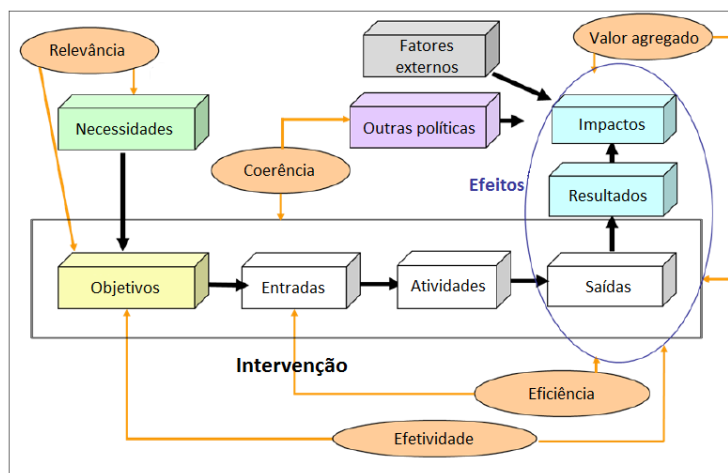 Relevância
Fatores
externos
Valor agregado
Necessidades
Outras políticas
Impactos
Coerência
Efeitos
Resultados
Objetivos
Entradas
Atividades
Saídas
Intervenção
Eficiência
Efetividade